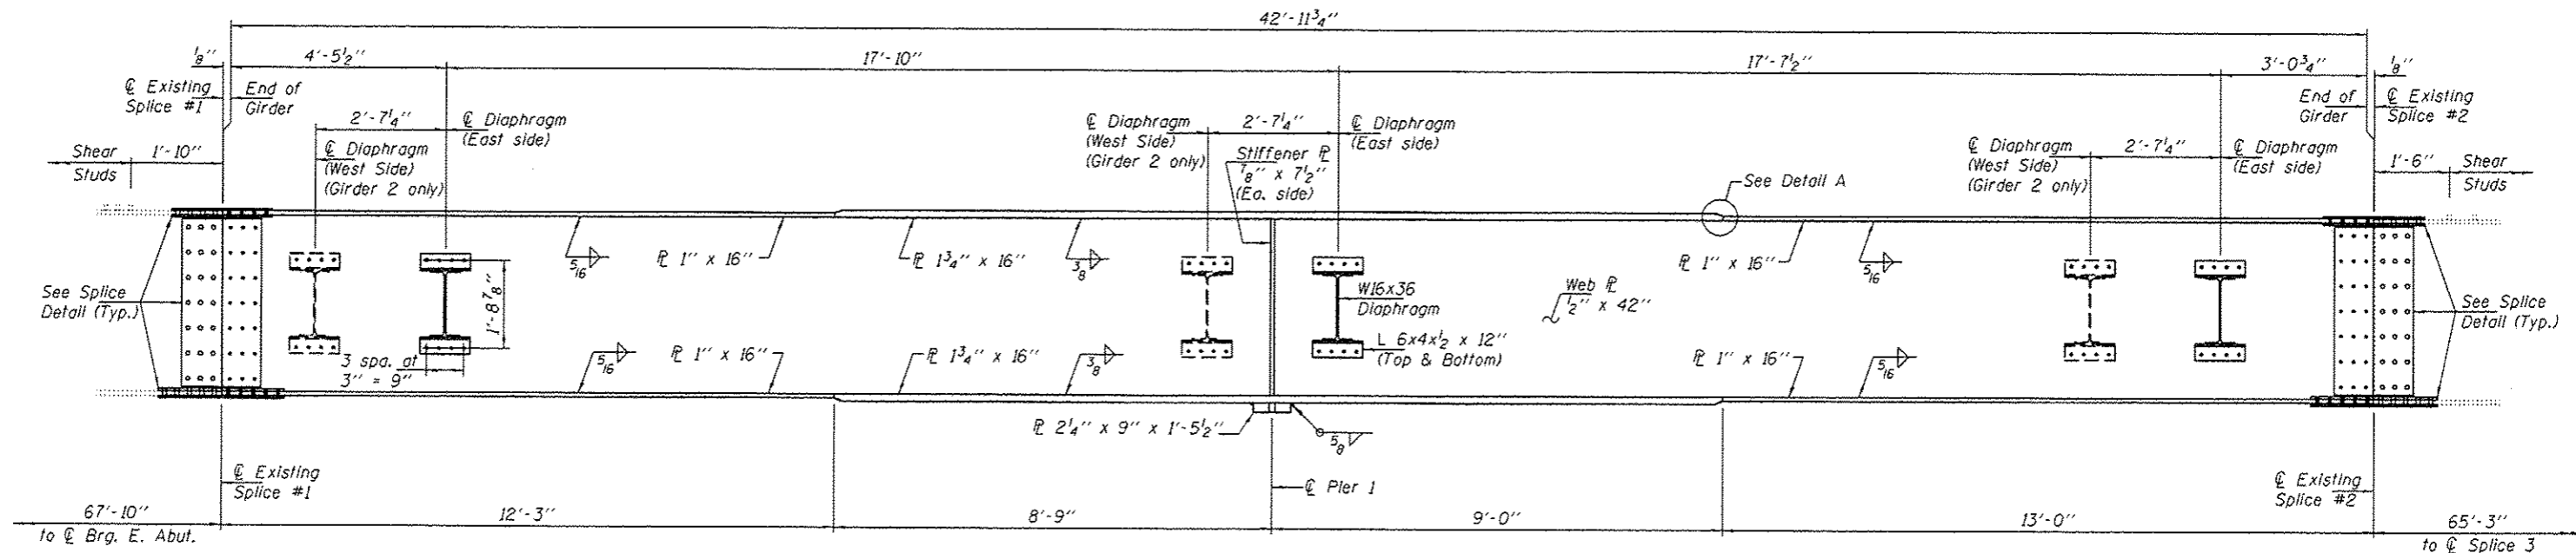 42'-11¾"
⅛"
4'-5½"
17'-10"
17'-7½"
3'-0¾"
⅛"
℄ Existing
Splice #1
End of
Girder
End of
Girder
℄ Existing
Splice #2
2'-7¼"
℄ Diaphragm
(East side)
℄ Diaphragm
(West Side)
(Girder 2 only)
2'-7¼"
℄ Diaphragm
(East side)
℄ Diaphragm
(West Side)
(Girder 2 only)
2'-7¼"
℄ Diaphragm
(East side)
Shear
Studs
1'-10"
℄ Diaphragm
(West Side)
(Girder 2 only)
Stiffener ℄
⅞" x 7½"
(Ea. side)
See Detail A
1'-6"
Shear
Studs
5/16
℄ 1" x 16"
℄ 1¾" x 16"
3/8
℄ 1" x 16"
5/16
See Splice
Detail (Typ.)
1'-8⅞"
W16x36
Diaphragm
Web ℄
½" x 42"
See Splice
Detail (Typ.)
3 spa. at
3" = 9"
5/16
℄ 1" x 16"
℄ 1¾" x 16"
3/8
L 6x4x½ x 12"
(Top & Bottom)
℄ 1" x 16"
5/16
℄ 2¼" x 9" x 1'-5½"
5/8
℄ Existing
Splice #1
℄ Pier 1
℄ Existing
Splice #2
67'-10"
to ℄ Brg. E. Abut.
12'-3"
8'-9"
9'-0"
13'-0"
65'-3"
to ℄ Splice 3